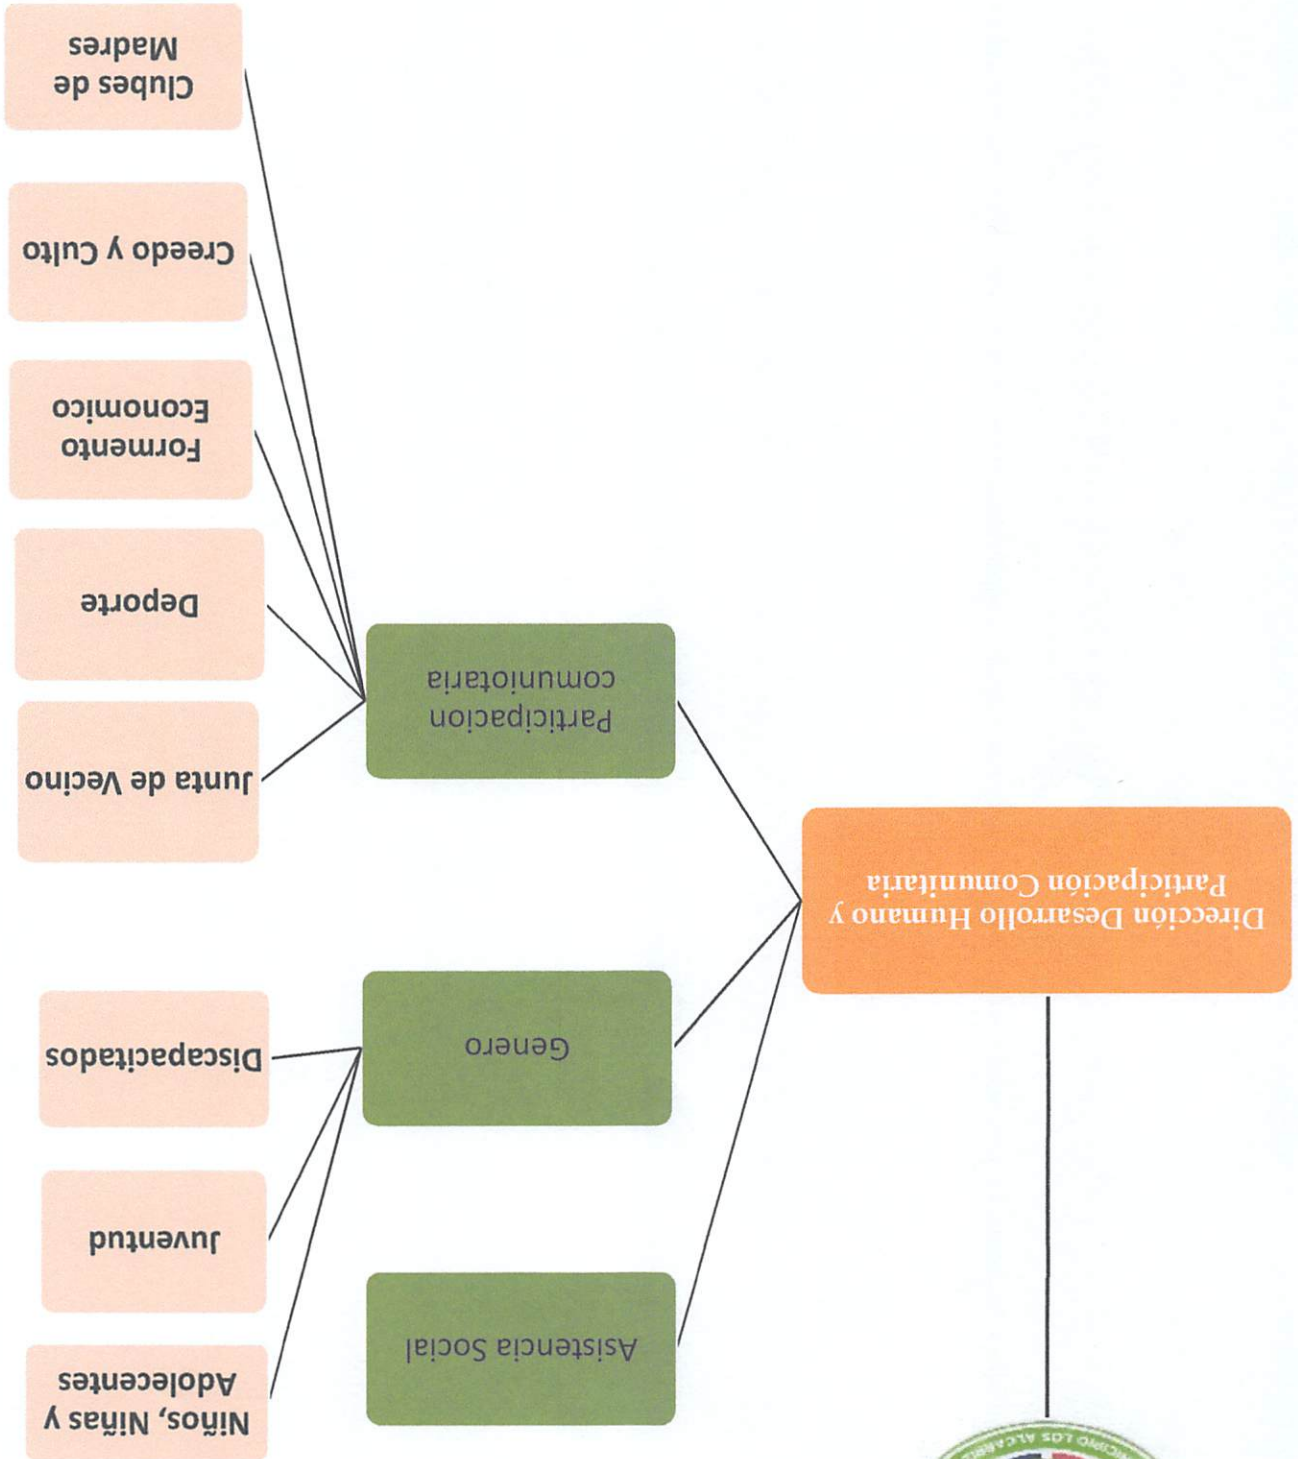 LOS
Dirección Desarrollo Humano y
Participación Comunitaria
Asistencia Social
Genero
Niños, Niñas y
Adolecentes
Juventud
Discapacitados
Participacion
comuniotaria
Junta de Vecino
Deporte
Formento
Economico
Creedo y Culto
Clubes de
Madres